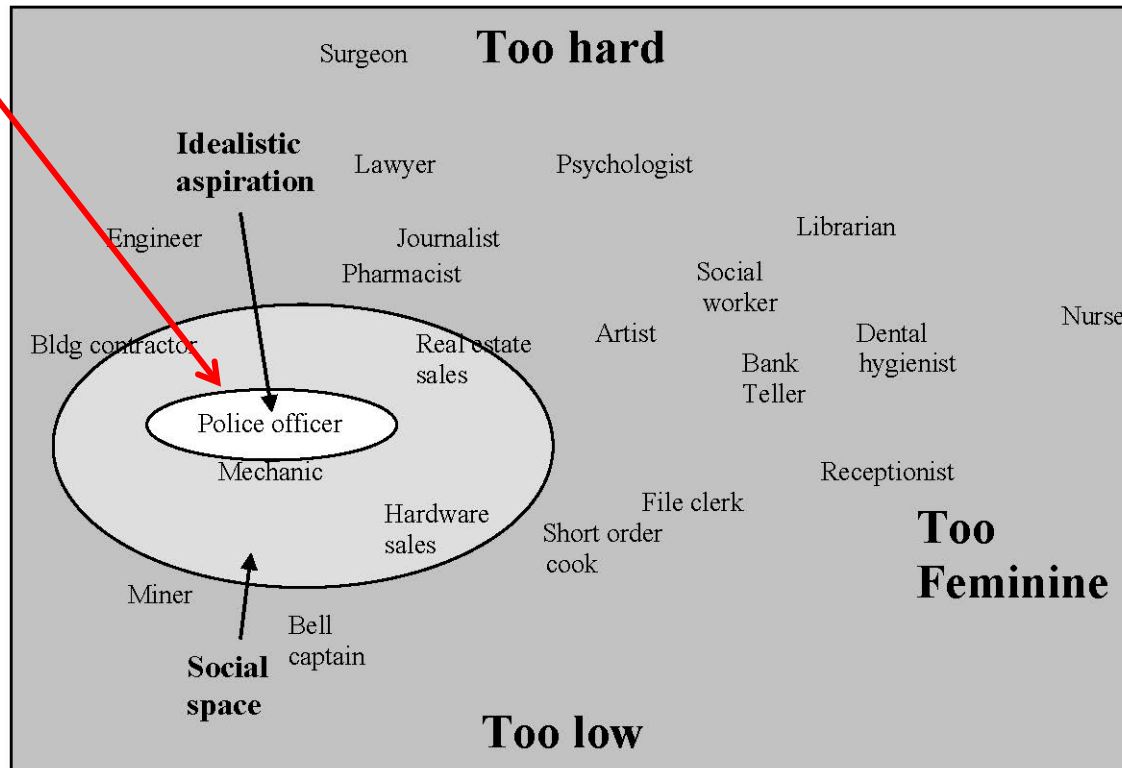 Too hard
Surgeon
Idealistic
aspiration
Lawyer
Psychologist
Engineer
Journalist
Librarian
Pharmacist
Social
worker
Nurse
Bldg contractor
Real estate
sales
Artist
Dental
hygienist
Bank
Teller
Police officer
Mechanic
Receptionist
File clerk
Hardware
sales
Short order
cook
Too
Feminine
Miner
Bell
captain
Social
space
Too low